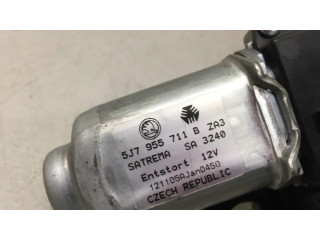 5J7 955 711 B ZA3
SATREMA SA 3240
Entstort 12V
121105AJan0450
CZECH REPUBLIC